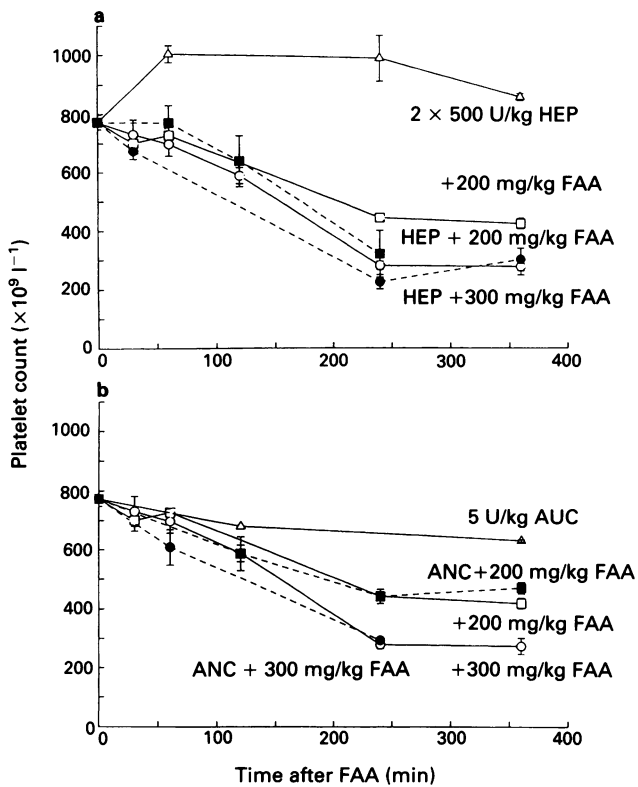 a
1000
800
600
400
200
0
2 × 500 U/kg HEP
+200 mg/kg FAA
HEP + 200 mg/kg FAA
HEP +300 mg/kg FAA
0 100 200 300 400
Platelet count (×10⁹ l⁻¹)
b
1000
800
600
400
200
0
5 U/kg AUC
ANC+200 mg/kg FAA
+200 mg/kg FAA
ANC + 300 mg/kg FAA +300 mg/kg FAA
0 100 200 300 400
Time after FAA (min)